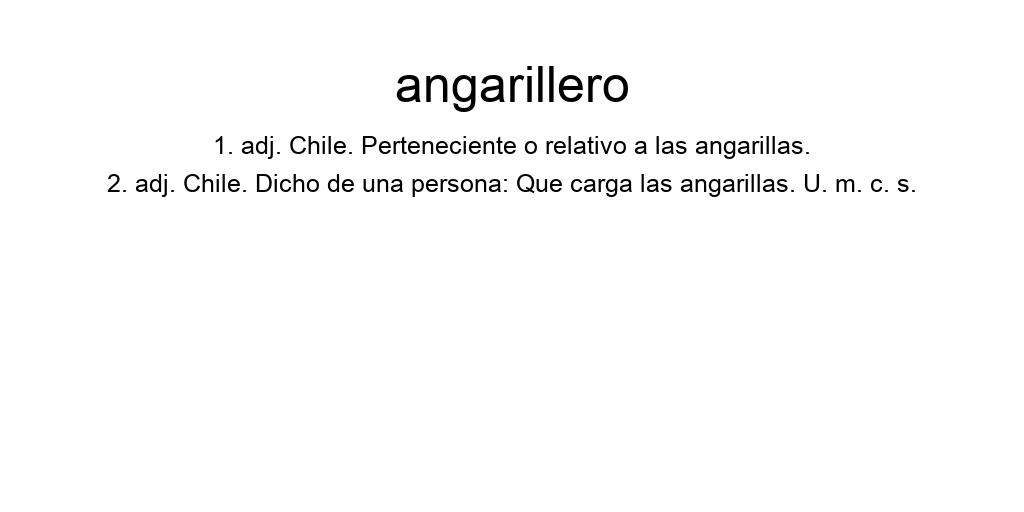 angarillero
1. adj. Chile. Perteneciente o relativo a las angarillas.
2. adj. Chile. Dicho de una persona: Que carga las angarillas. U. m. c. s.